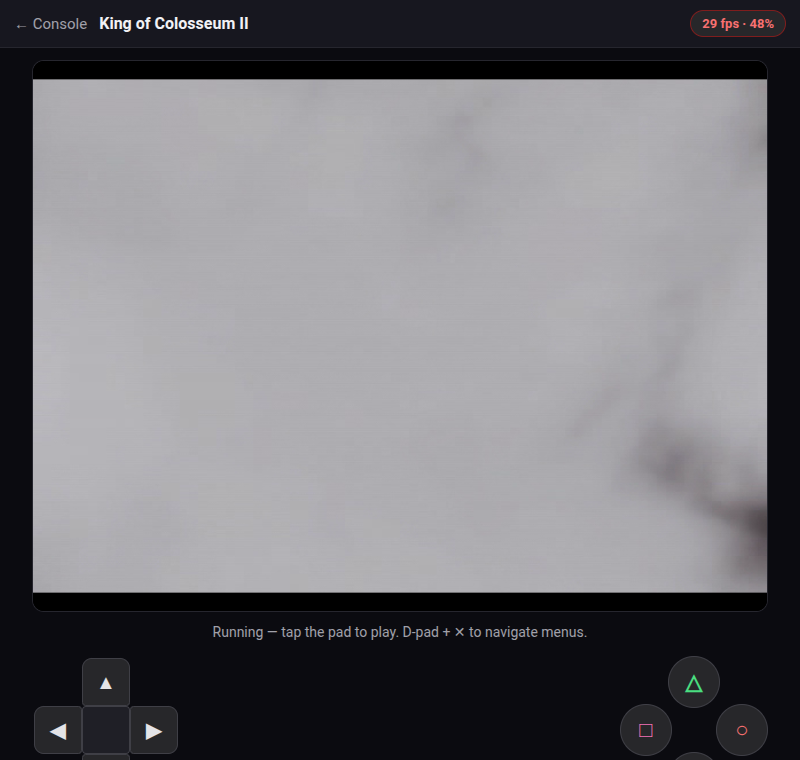 ← Console King of Colosseum II 29 fps · 48%
Running — tap the pad to play. D-pad + ✕ to navigate menus.